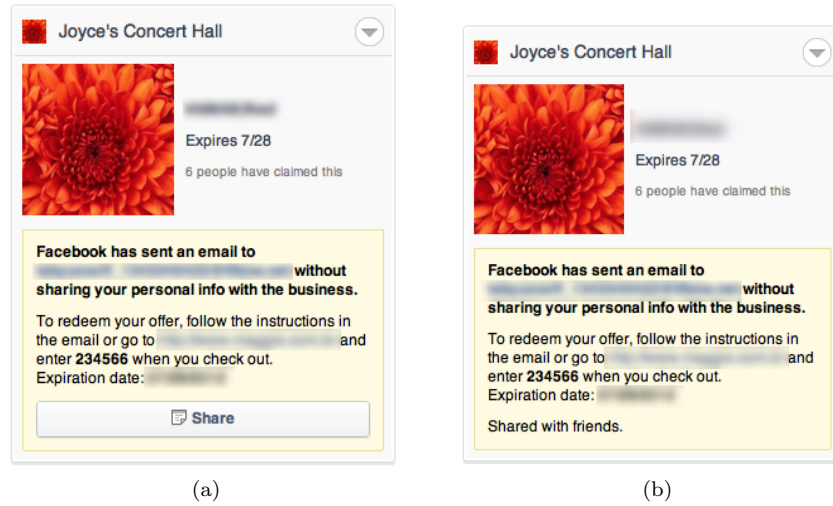 Joyce's Concert Hall
Expires 7/28
6 people have claimed this
Facebook has sent an email to
without
sharing your personal info with the business.
To redeem your offer, follow the instructions in
the email or go to and
enter 234566 when you check out.
Expiration date:
Share
(a)
Joyce's Concert Hall
Expires 7/28
6 people have claimed this
Facebook has sent an email to
without
sharing your personal info with the business.
To redeem your offer, follow the instructions in
the email or go to and
enter 234566 when you check out.
Expiration date:
Shared with friends.
(b)